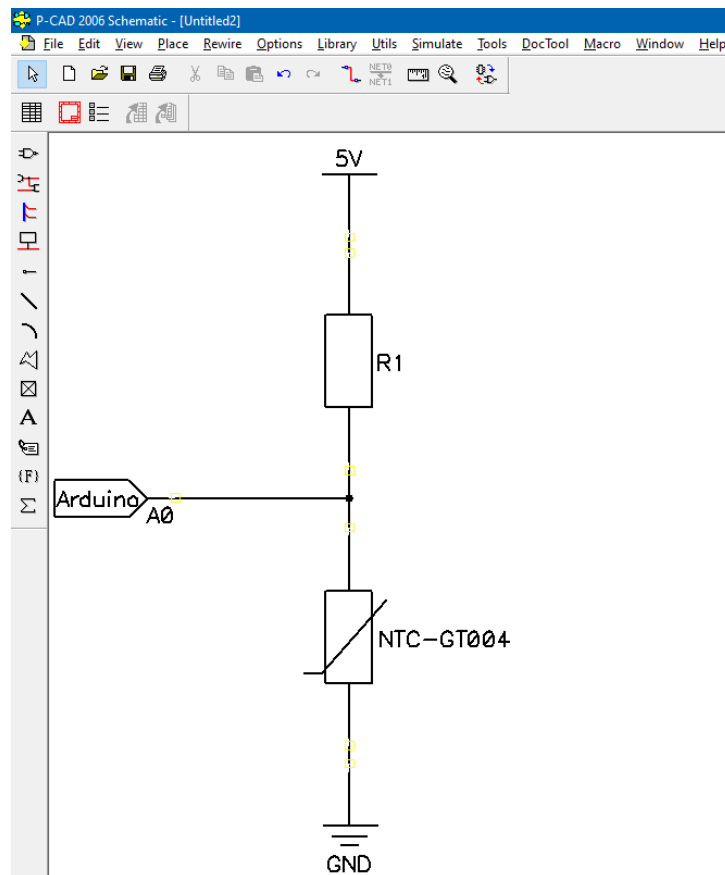 P-CAD 2006 Schematic - [Untitled2]
File Edit View Place Rewire Options Library Utils Simulate Tools DocTool Macro Window Help
NET0
NET1
A
{F}
Σ
5V
R1
Arduino
A0
NTC-GT004
GND